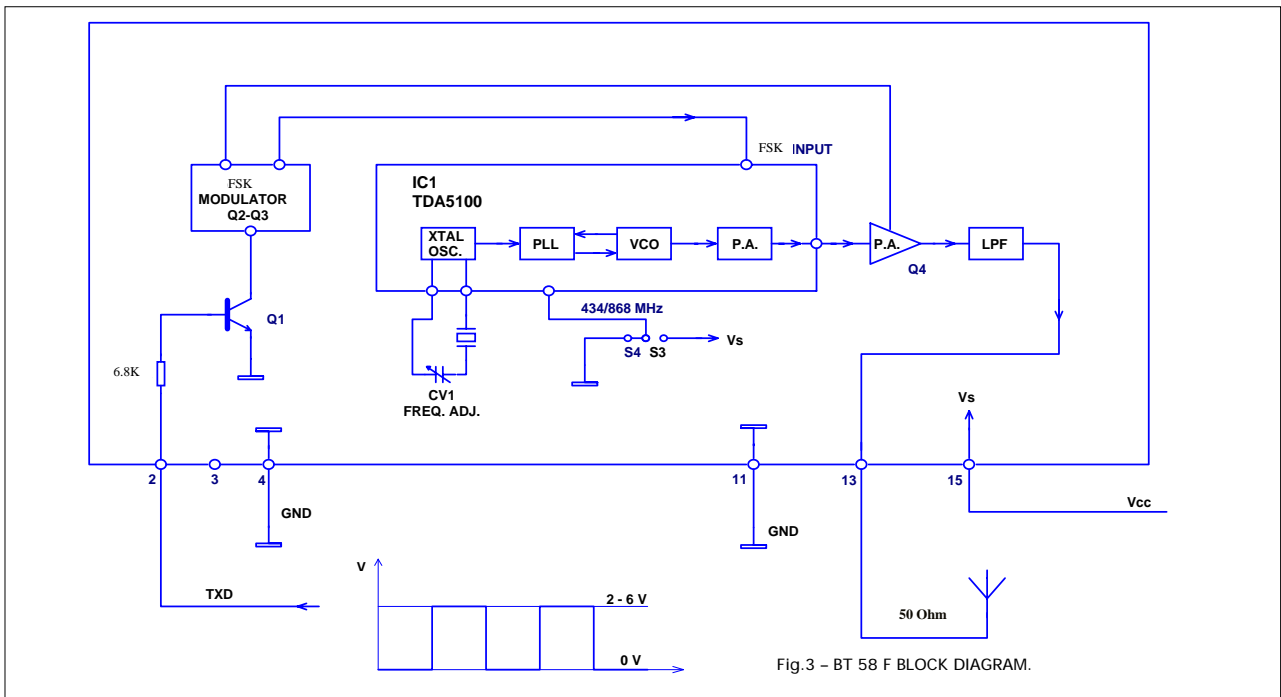 FSK INPUT
FSK
MODULATOR
Q2-Q3
IC1
TDA5100
XTAL
OSC.
PLL
VCO
P.A.
P.A.
LPF
Q4
Q1
434/868 MHz
S4 S3
Vs
6.8K
CV1
FREQ. ADJ.
Vs
2
3
4
11
13
15
GND
GND
Vcc
V
TXD
2 - 6 V
50 Ohm
0 V
Fig.3 – BT 58 F BLOCK DIAGRAM.